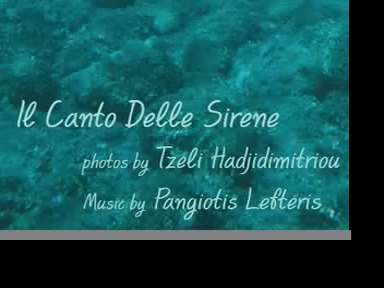 Il Canto Delle Sirene
photos by Tzeli Hadjidimitriou
Music by Pangiotis Lefteris